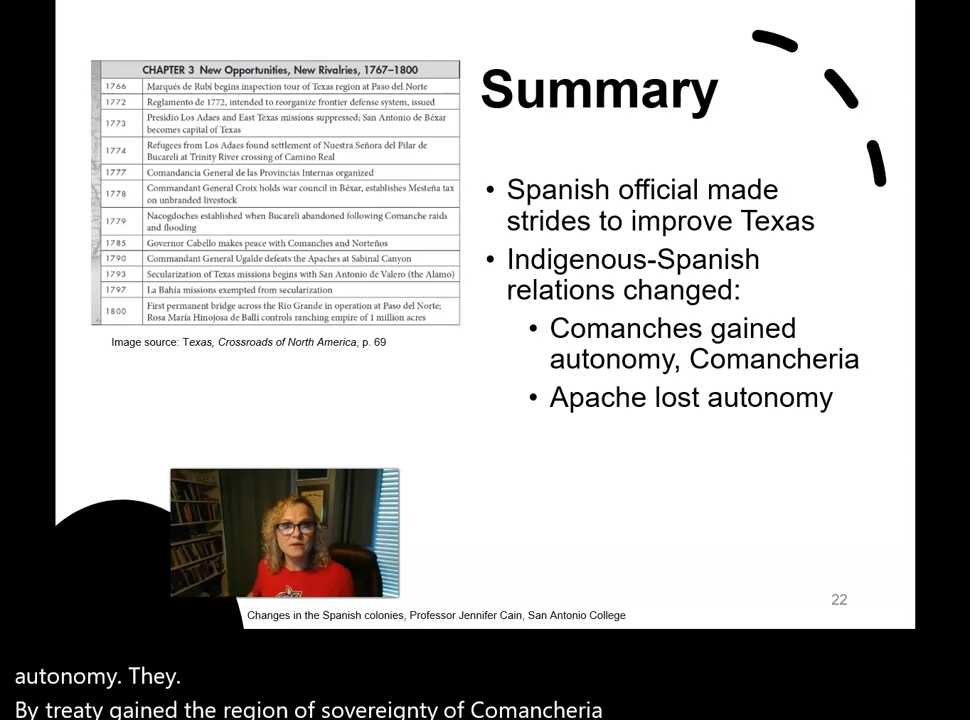 CHAPTER 3 New Opportunities, New Rivalries, 1767–1800
1766 Marqués de Rubí begins inspection tour of Texas region at Paso del Norte
1772 Reglamento de 1772, intended to reorganize frontier defense system, issued
1773 Presidio Los Adaes and East Texas missions suppressed; San Antonio de Béxar
becomes capital of Texas
1774 Refugees from Los Adaes found settlement of Nuestra Señora del Pilar de
Bucareli at Trinity River crossing of Camino Real
1777 Comandancia General de las Provincias Internas organized
1778 Commandant General Croix holds war council in Béxar, establishes Mesteña tax
on unbranded livestock
1779 Nacogdoches established when Bucareli abandoned following Comanche raids
and flooding
1785 Governor Cabello makes peace with Comanches and Norteños
1790 Commandant General Ugalde defeats the Apaches at Sabinal Canyon
1793 Secularization of Texas missions begins with San Antonio de Valero (the Alamo)
1797 La Bahía missions exempted from secularization
1800 First permanent bridge across the Rio Grande in operation at Paso del Norte;
Rosa María Hinojosa de Ballí controls ranching empire of 1 million acres
Image source: Texas, Crossroads of North America, p. 69
Summary
• Spanish official made
strides to improve Texas
• Indigenous-Spanish
relations changed:
• Comanches gained
autonomy, Comancheria
• Apache lost autonomy
22
Changes in the Spanish colonies, Professor Jennifer Cain, San Antonio College
autonomy. They.
By treaty gained the region of sovereignty of Comancheria